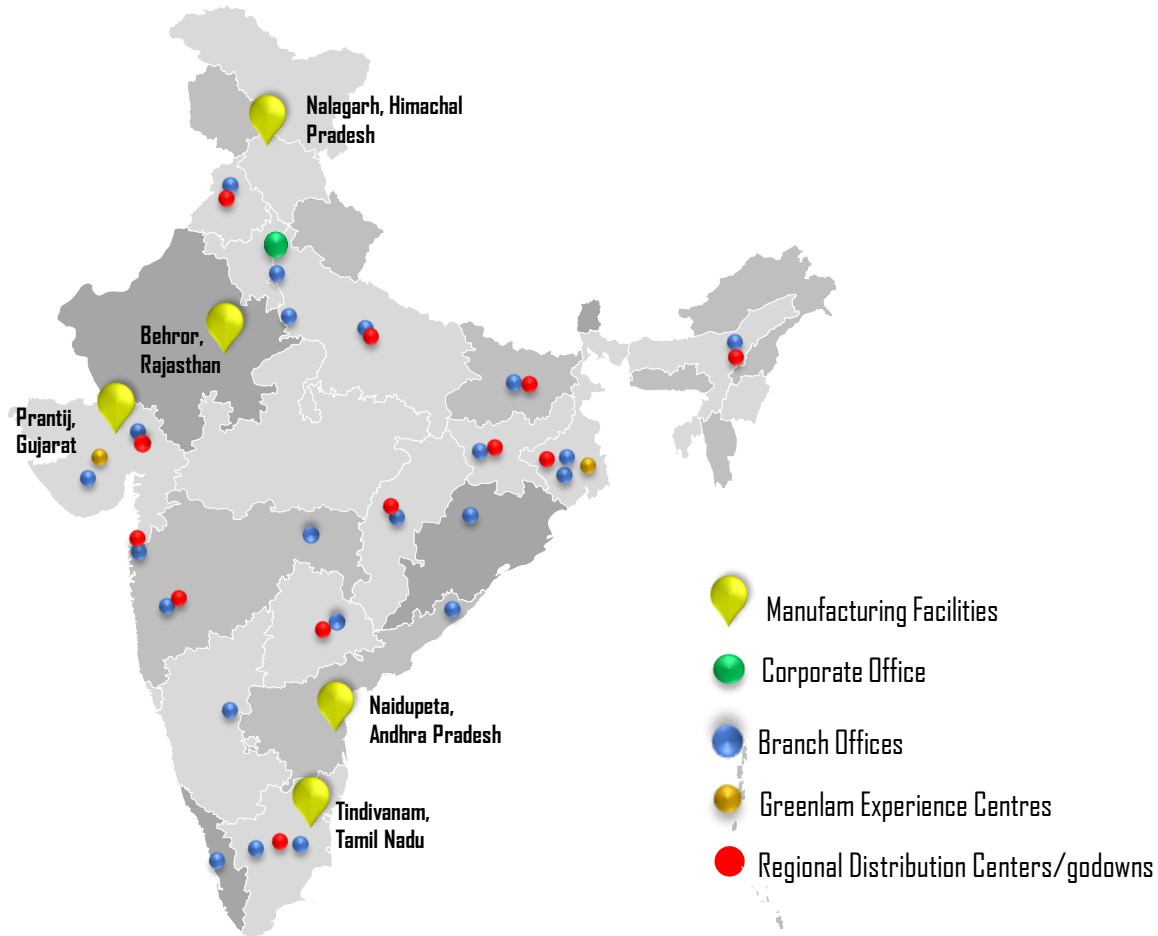 Nalagarh, Himachal
Pradesh
Behror,
Rajasthan
Prantij,
Gujarat
Naidupeta,
Andhra Pradesh
Tindivanam,
Tamil Nadu
Manufacturing Facilities
Corporate Office
Branch Offices
Greenlam Experience Centres
Regional Distribution Centers/godowns